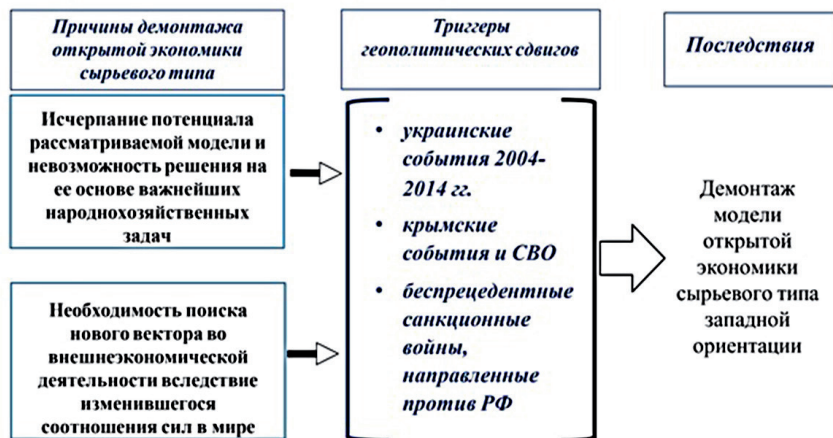 Причины демонтажа
открытой экономики
сырьевого типа
Исчерпание потенциала
рассматриваемой модели и
невозможность решения на
ее основе важнейших
народнохозяйственных
задач
Необходимость поиска
нового вектора во
внешнеэкономической
деятельности вследствие
изменившегося
соотношения сил в мире
Триггеры
геополитических сдвигов
• украинские
события 2004-
2014 гг.
• крымские
события и СВО
• беспрецедентные
санкционные
войны,
направленные
против РФ
Последствия
Демонтаж
модели
открытой
экономики
сырьевого типа
западной
ориентации